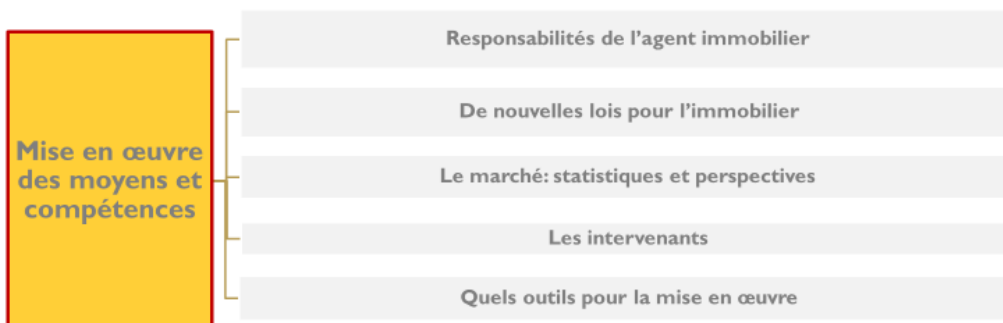 Mise en œuvre
des moyens et
compétences
Responsabilités de l’agent immobilier
De nouvelles lois pour l’immobilier
Le marché: statistiques et perspectives
Les intervenants
Quels outils pour la mise en œuvre